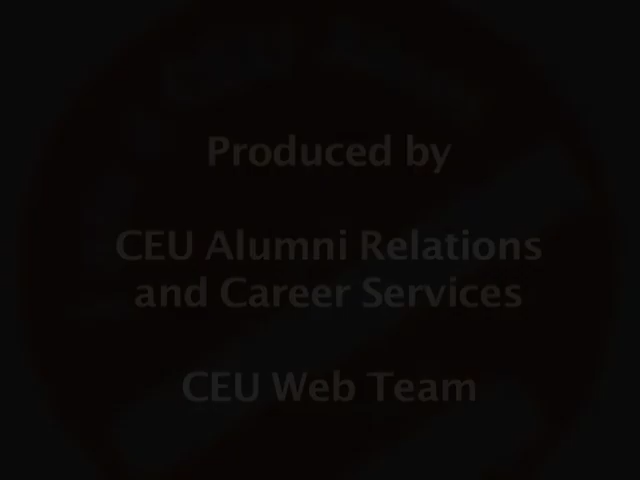 Produced by
CEU Alumni Relations
and Career Services
CEU Web Team